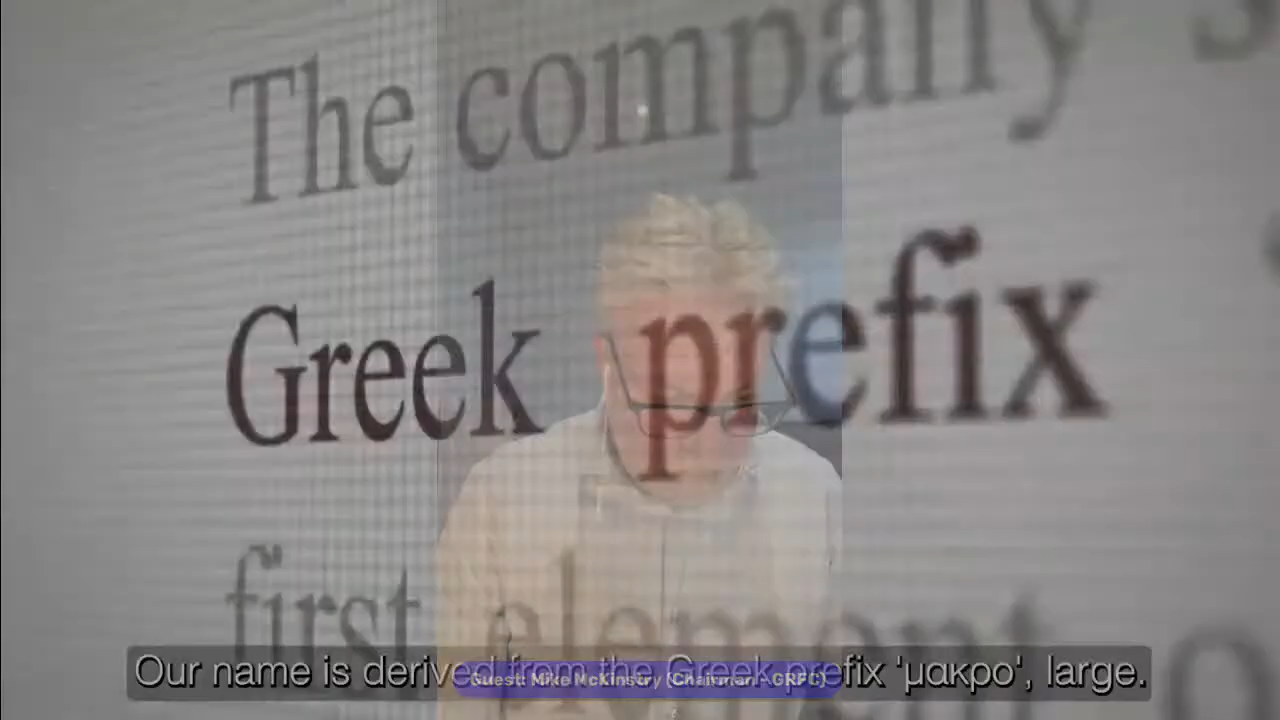 The company s
Greek prefix
first element o
Our name is derived from the Greek prefix 'μακρο', large.
Guest: Mike McKinstry (Chairman - GRFC)